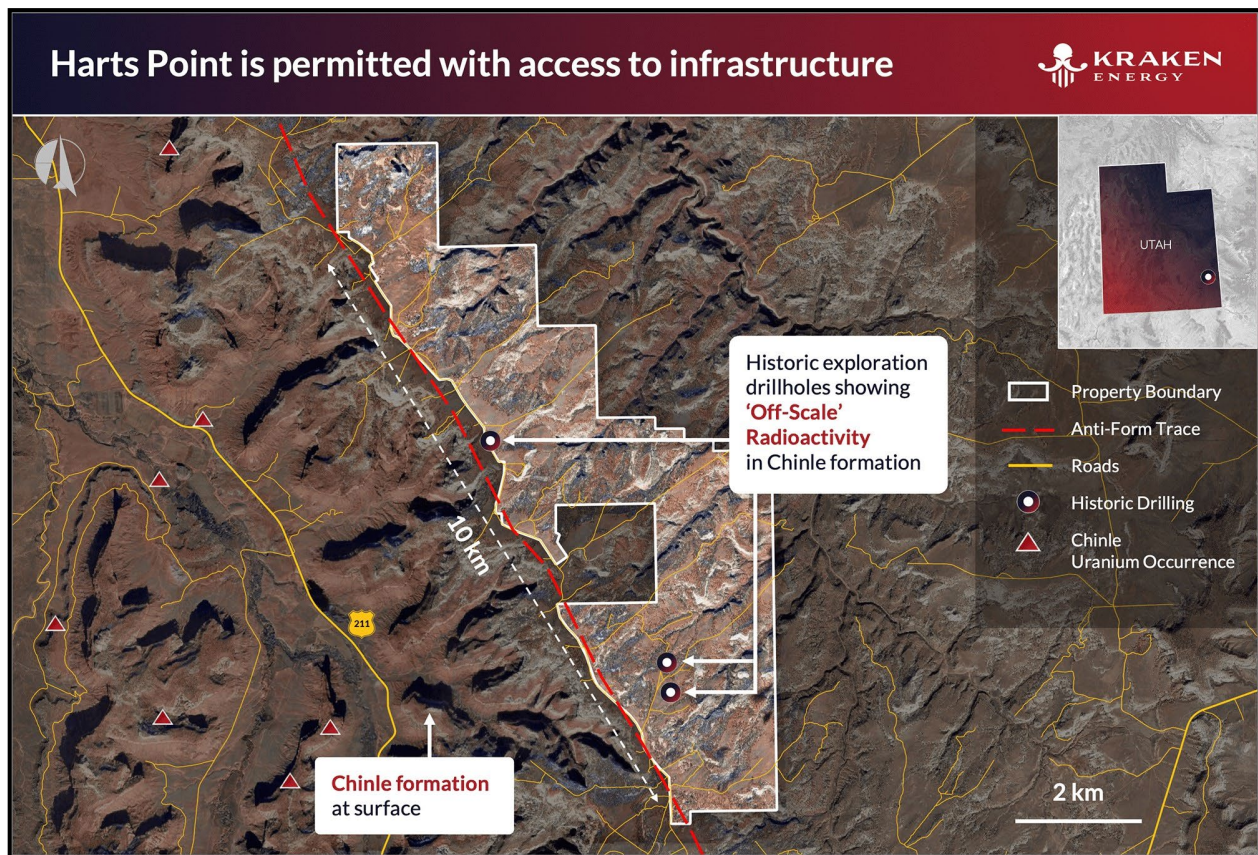 Harts Point is permitted with access to infrastructure
KRAKEN
ENERGY
UTAH
Historic exploration
drillholes showing
‘Off-Scale’
Radioactivity
in Chinle formation
Property Boundary
Anti-Form Trace
Roads
Historic Drilling
Chinle
Uranium Occurrence
10 km
211
Chinle formation
at surface
2 km